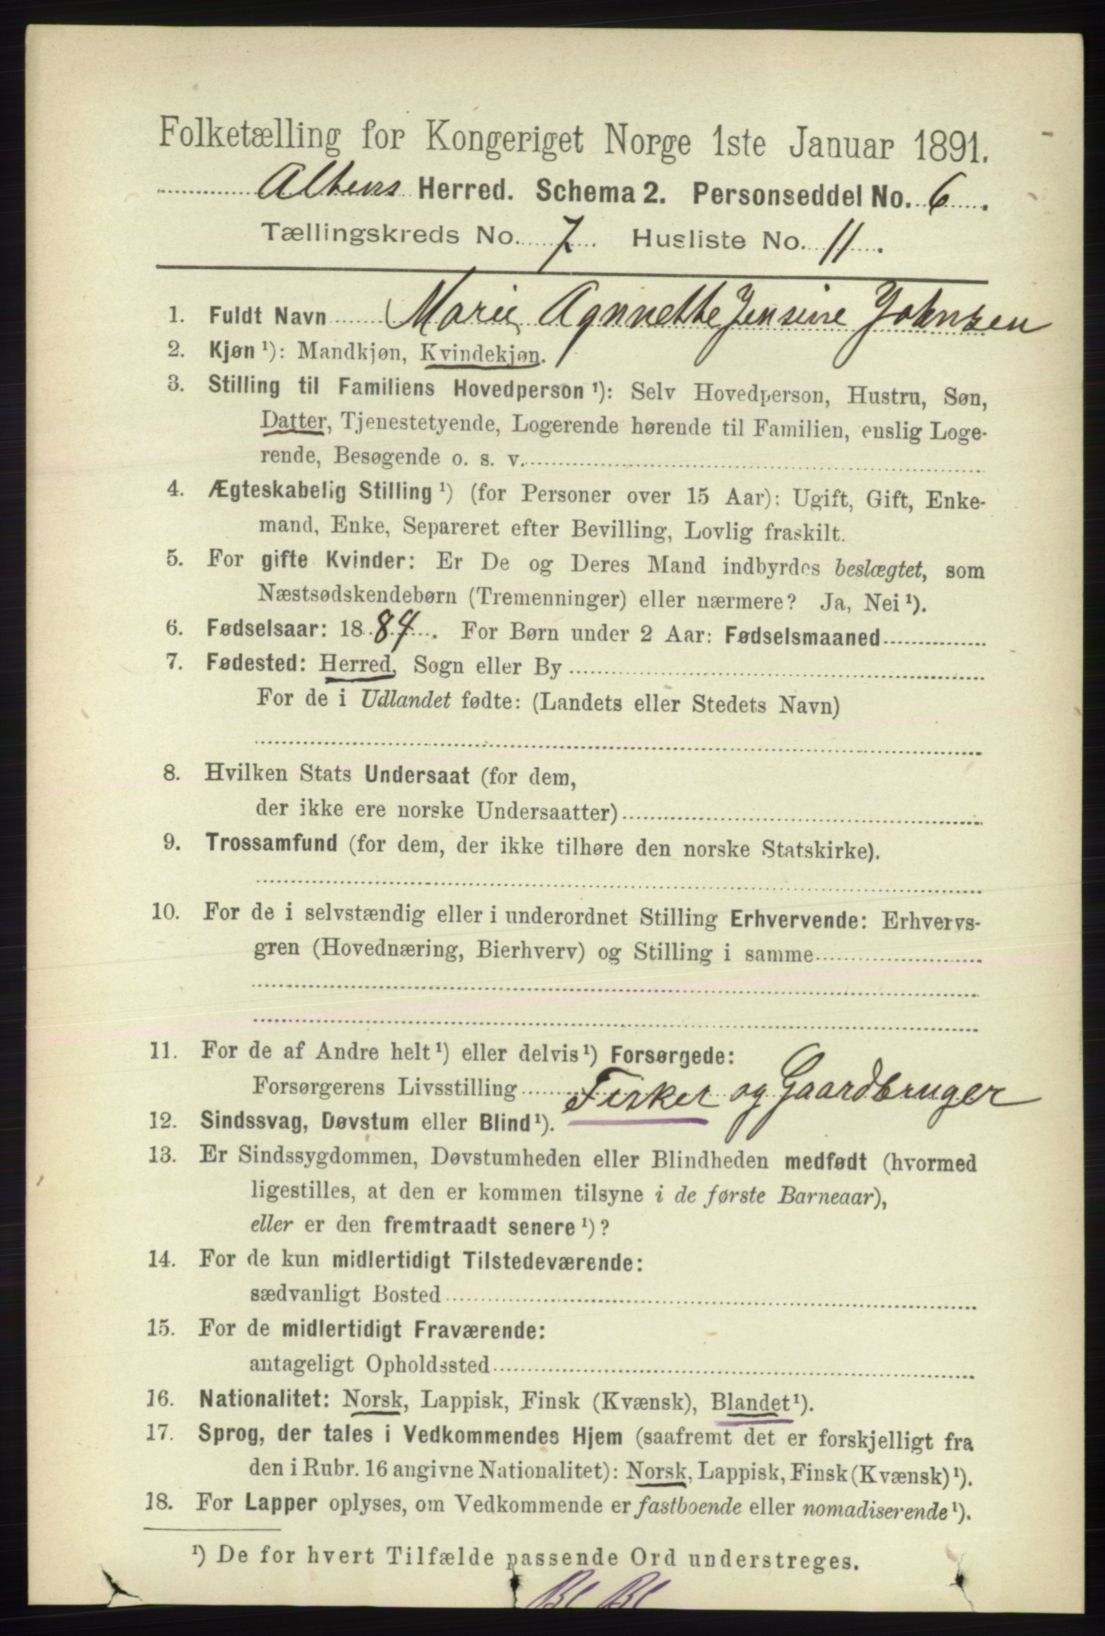 Folketælling for Kongeriget Norge 1ste Januar 1891.
Altens Herred. Schema 2. Personseddel No. 6.
Tællingskreds No. 7. Husliste No. 11.
1. Fuldt Navn Marie Agnnette Jensine Johnsen
2. Kjøn ¹): Mandkjøn, Kvindekjøn.
3. Stilling til Familiens Hovedperson ¹): Selv Hovedperson, Hustru, Søn,
Datter, Tjenestetyende, Logerende hørende til Familien, enslig Loge-
rende, Besøgende o. s. v.
4. Ægteskabelig Stilling ¹) (for Personer over 15 Aar): Ugift, Gift, Enke-
mand, Enke, Separeret efter Bevilling, Lovlig fraskilt.
5. For gifte Kvinder: Er De og Deres Mand indbyrdes beslægtet, som
Næstsødskendebørn (Tremenninger) eller nærmere? Ja, Nei ¹).
6. Fødselsaar: 18 84. For Børn under 2 Aar: Fødselsmaaned
7. Fødested: Herred, Sogn eller By
For de i Udlandet fødte: (Landets eller Stedets Navn)
8. Hvilken Stats Undersaat (for dem,
der ikke ere norske Undersaatter)
9. Trossamfund (for dem, der ikke tilhøre den norske Statskirke).
10. For de i selvstændig eller i underordnet Stilling Erhvervende: Erhvervs-
gren (Hovednæring, Bierhverv) og Stilling i samme
11. For de af Andre helt ¹) eller delvis ¹) Forsørgede:
Forsørgerens Livsstilling Fisker og Gaardbruger
12. Sindssvag, Døvstum eller Blind ¹).
13. Er Sindssygdommen, Døvstumheden eller Blindheden medfødt (hvormed
ligestilles, at den er kommen tilsyne i de første Barneaar),
eller er den fremtraadt senere ¹)?
14. For de kun midlertidigt Tilstedeværende:
sædvanligt Bosted
15. For de midlertidigt Fraværende:
antageligt Opholdssted
16. Nationalitet: Norsk, Lappisk, Finsk (Kvænsk), Blandet ¹).
17. Sprog, der tales i Vedkommendes Hjem (saafremt det er forskjelligt fra
den i Rubr. 16 angivne Nationalitet): Norsk, Lappisk, Finsk (Kvænsk) ¹).
18. For Lapper oplyses, om Vedkommende er fastboende eller nomadiserende ¹).
¹) De for hvert Tilfælde passende Ord understreges.
Bl Bl